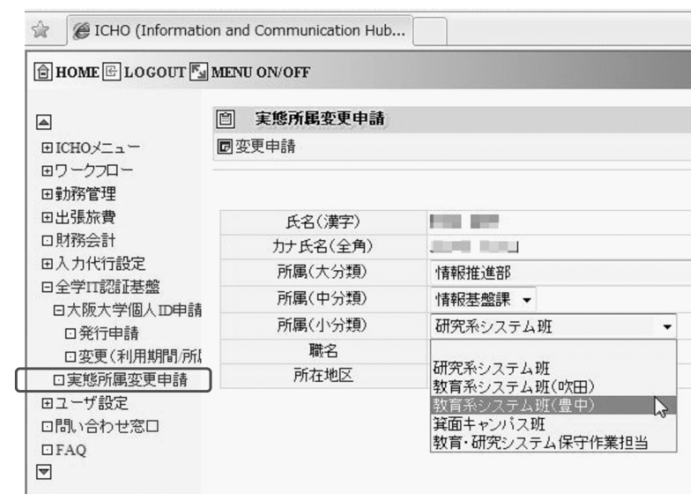 ICHO (Information and Communication Hub...
HOME LOGOUT MENU ON/OFF
実態所属変更申請
変更申請
ICHOメニュー
ワークフロー
勤務管理
出張旅費
財務会計
入力代行設定
全学IT認証基盤
大阪大学個人ID申請
発行申請
変更(利用期間/所
実態所属変更申請
ユーザ設定
問い合わせ窓口
FAQ
氏名(漢字)
カナ氏名(全角)
所属(大分類) 情報推進部
所属(中分類) 情報基盤課
所属(小分類) 研究系システム班
職名
所在地区
研究系システム班
教育系システム班(吹田)
教育系システム班(豊中)
箕面キャンパス班
教育・研究システム保守作業担当